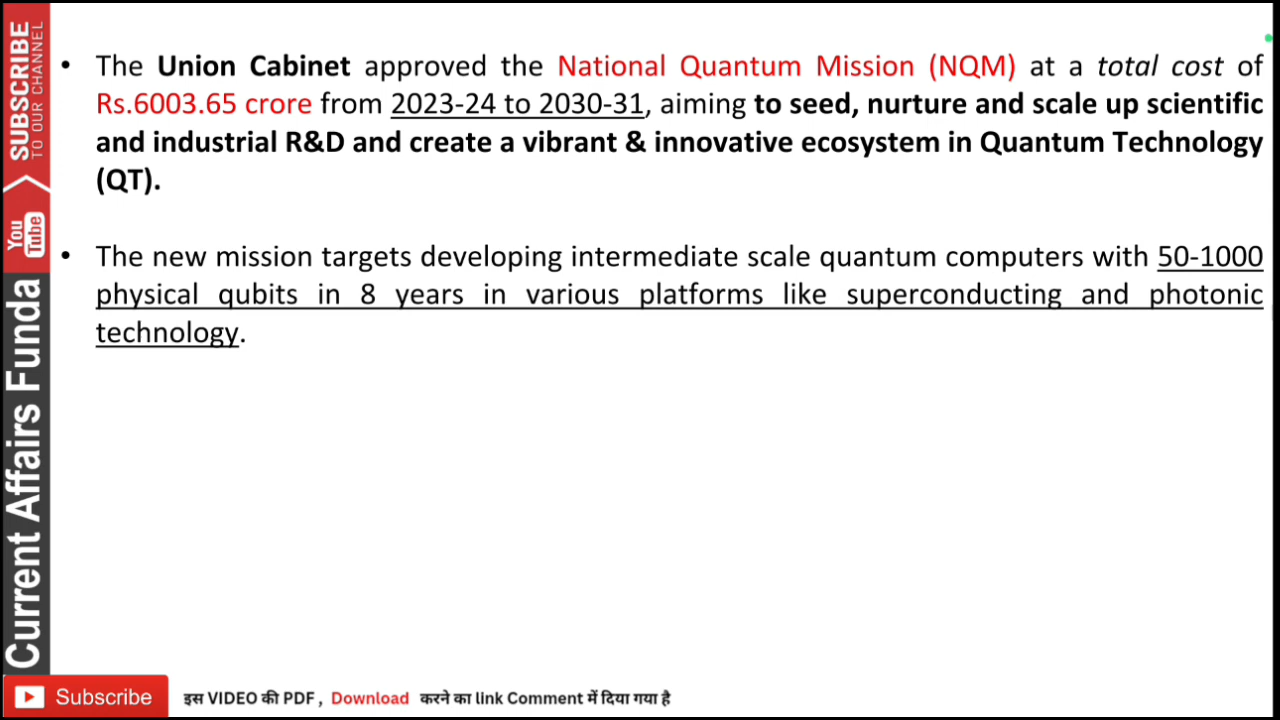 • The Union Cabinet approved the National Quantum Mission (NQM) at a total cost of
Rs.6003.65 crore from 2023-24 to 2030-31, aiming to seed, nurture and scale up scientific
and industrial R&D and create a vibrant & innovative ecosystem in Quantum Technology
(QT).
• The new mission targets developing intermediate scale quantum computers with 50-1000
physical qubits in 8 years in various platforms like superconducting and photonic
technology.
SUBSCRIBE
TO OUR CHANNEL
You
Tube
Current Affairs Funda
Subscribe
इस VIDEO की PDF , Download करने का link Comment में दिया गया है